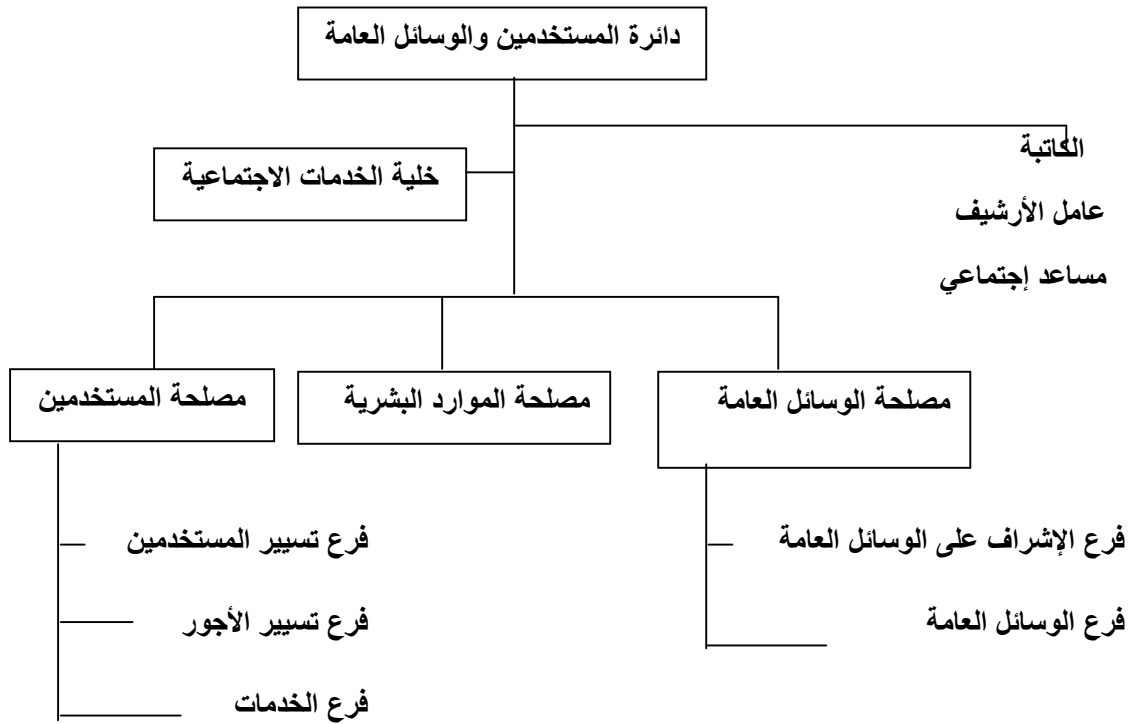 دائرة المستخدمين والوسائل العامة
الكاتبة
خلية الخدمات الاجتماعية
عامل الأرشيف
مساعد إجتماعي
مصلحة الوسائل العامة
مصلحة الموارد البشرية
مصلحة المستخدمين
فرع الإشراف على الوسائل العامة
فرع الوسائل العامة
فرع تسيير المستخدمين
فرع تسيير الأجور
فرع الخدمات